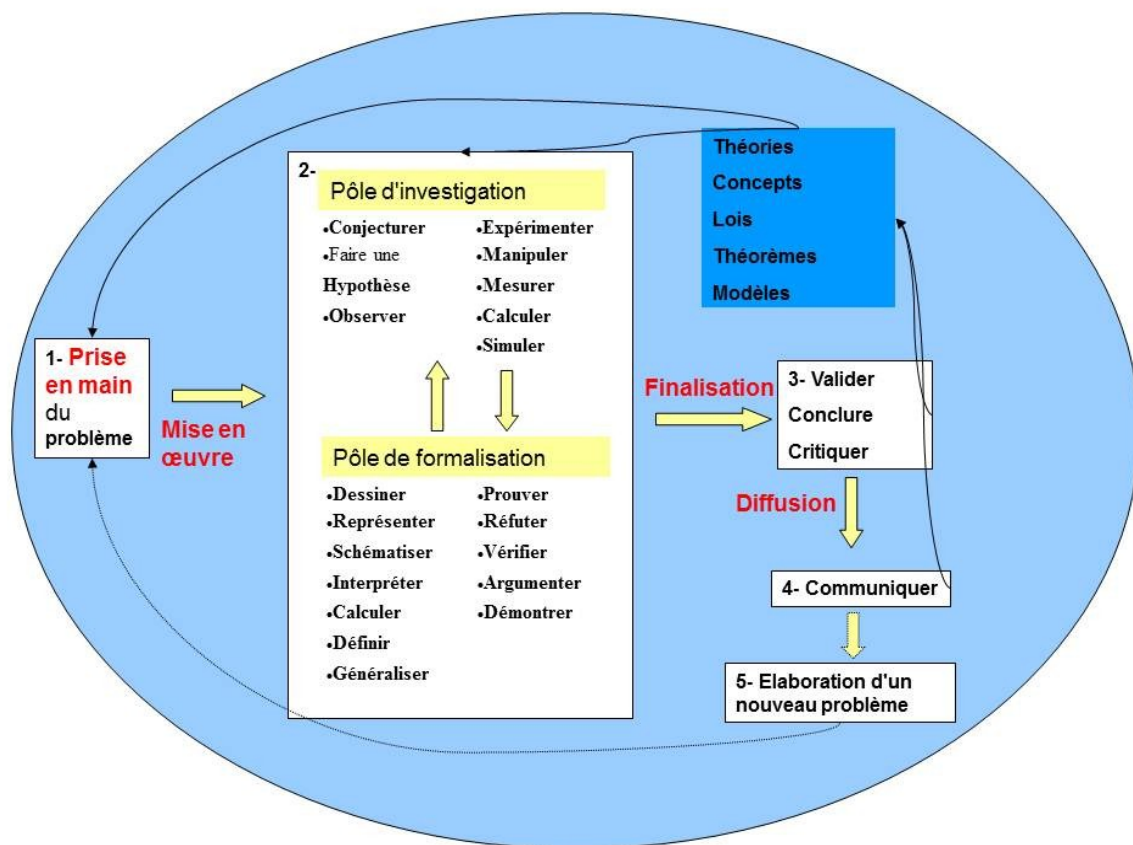 1- Prise
en main
du
problème
Mise en
œuvre
2-
Pôle d'investigation
•Conjecturer
•Faire une
Hypothèse
•Observer
•Expérimenter
•Manipuler
•Mesurer
•Calculer
•Simuler
Pôle de formalisation
•Dessiner
•Représenter
•Schématiser
•Interpréter
•Calculer
•Définir
•Généraliser
•Prouver
•Réfuter
•Vérifier
•Argumenter
•Démontrer
Théories
Concepts
Lois
Théorèmes
Modèles
Finalisation
3- Valider
Conclure
Critiquer
Diffusion
4- Communiquer
5- Elaboration d'un
nouveau problème